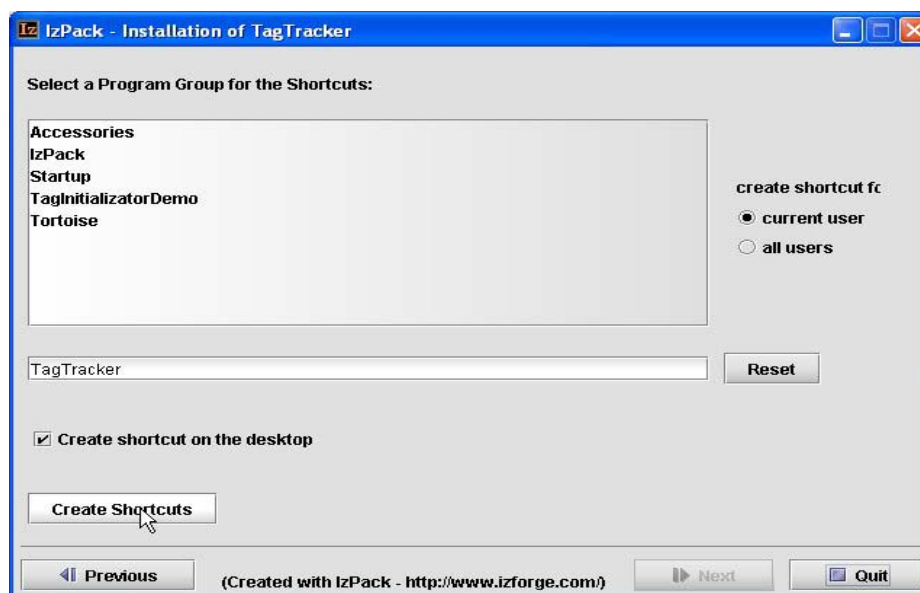 IzPack - Installation of TagTracker
Select a Program Group for the Shortcuts:
Accessories
IzPack
Startup
TagInitializatorDemo
Tortoise
create shortcut fo
current user
all users
TagTracker
Reset
Create shortcut on the desktop
Create Shortcuts
Previous
(Created with IzPack - http://www.izforge.com/)
Next
Quit